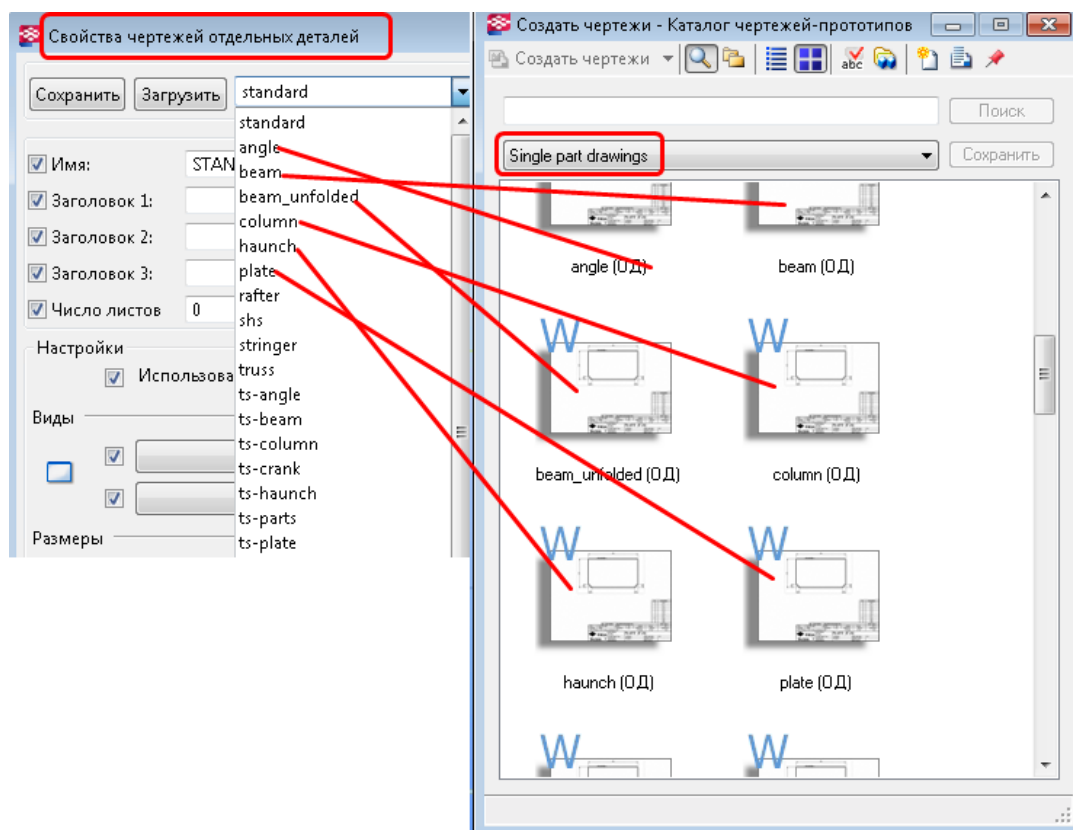 Свойства чертежей отдельных деталей
Сохранить Загрузить standard
standard
angle
beam
beam_unfolded
column
haunch
plate
rafter
shs
stringer
truss
ts-angle
ts-beam
ts-column
ts-crank
ts-haunch
ts-parts
ts-plate
Имя: STAN
Заголовок 1:
Заголовок 2:
Заголовок 3:
Число листов 0
Настройки
Использова
Виды
Размеры
Создать чертежи - Каталог чертежей-прототипов
Создать чертежи abc
Поиск
Single part drawings Сохранить
angle (ОД) beam (ОД)
W W
beam_unfolded (ОД) column (ОД)
W W
haunch (ОД) plate (ОД)
W W